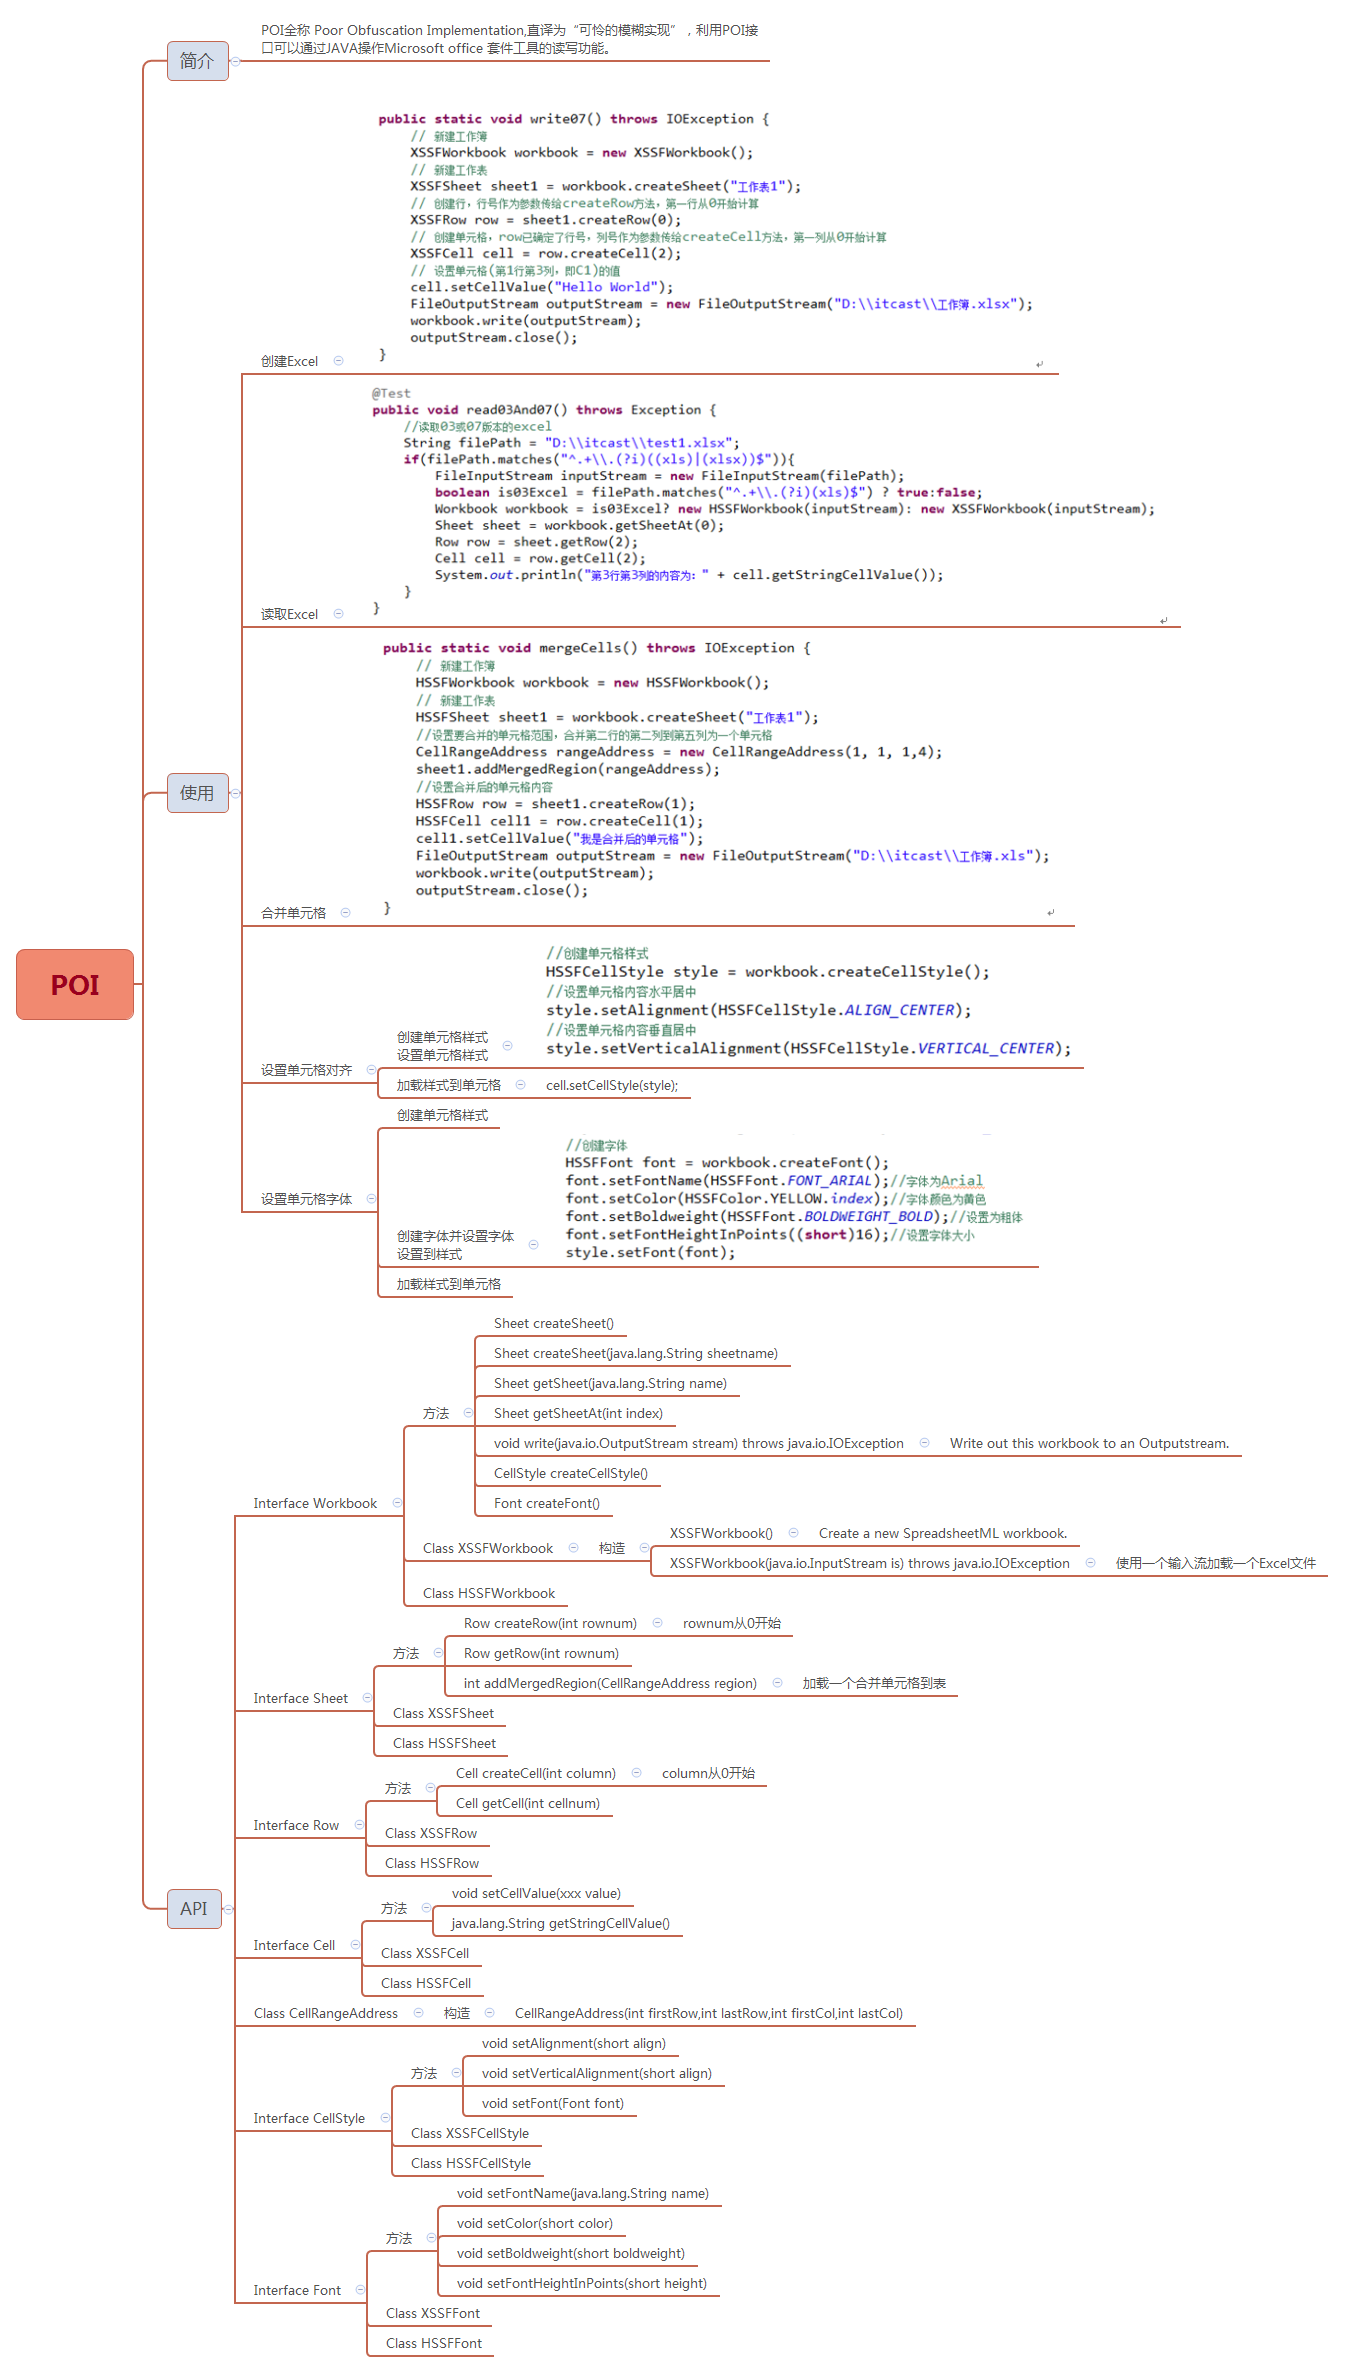 POI
简介
POI全称 Poor Obfuscation Implementation,直译为“可怜的模糊实现”，利用POI接
口可以通过JAVA操作Microsoft office 套件工具的读写功能。
使用
创建Excel
public static void write07() throws IOException {
// 新建工作簿
XSSFWorkbook workbook = new XSSFWorkbook();
// 新建工作表
XSSFSheet sheet1 = workbook.createSheet("工作表1");
// 创建行，行号作为参数传给createRow方法，第一行从0开始计算
XSSFRow row = sheet1.createRow(0);
// 创建单元格，row已确定了行号，列号作为参数传给createCell方法，第一列从0开始计算
XSSFCell cell = row.createCell(2);
// 设置单元格(第1行第3列，即C1)的值
cell.setCellValue("Hello World");
FileOutputStream outputStream = new FileOutputStream("D:\\itcast\\工作簿.xlsx");
workbook.write(outputStream);
outputStream.close();
}
读取Excel
@Test
public void read03And07() throws Exception {
//读取03或07版本的excel
String filePath = "D:\\itcast\\test1.xlsx";
if(filePath.matches("^.+\\.(?i)((xls)|(xlsx))$")){
FileInputStream inputStream = new FileInputStream(filePath);
boolean is03Excel = filePath.matches("^.+\\.(?i)(xls)$") ? true:false;
Workbook workbook = is03Excel? new HSSFWorkbook(inputStream): new XSSFWorkbook(inputStream);
Sheet sheet = workbook.getSheetAt(0);
Row row = sheet.getRow(2);
Cell cell = row.getCell(2);
System.out.println("第3行第3列的内容为：" + cell.getStringCellValue());
}
}
合并单元格
public static void mergeCells() throws IOException {
// 新建工作簿
HSSFWorkbook workbook = new HSSFWorkbook();
// 新建工作表
HSSFSheet sheet1 = workbook.createSheet("工作表1");
//设置要合并的单元格范围，合并第二行的第二列到第五列为一个单元格
CellRangeAddress rangeAddress = new CellRangeAddress(1, 1, 1,4);
sheet1.addMergedRegion(rangeAddress);
//设置合并后的单元格内容
HSSFRow row = sheet1.createRow(1);
HSSFCell cell1 = row.createCell(1);
cell1.setCellValue("我是合并后的单元格");
FileOutputStream outputStream = new FileOutputStream("D:\\itcast\\工作簿.xls");
workbook.write(outputStream);
outputStream.close();
}
设置单元格对齐
创建单元格样式
设置单元格样式
//创建单元格样式
HSSFCellStyle style = workbook.createCellStyle();
//设置单元格内容水平居中
style.setAlignment(HSSFCellStyle.ALIGN_CENTER);
//设置单元格内容垂直居中
style.setVerticalAlignment(HSSFCellStyle.VERTICAL_CENTER);
加载样式到单元格
cell.setCellStyle(style);
设置单元格字体
创建单元格样式
创建字体并设置字体
设置到样式
//创建字体
HSSFFont font = workbook.createFont();
font.setFontName(HSSFFont.FONT_ARIAL);//字体为Arial
font.setColor(HSSFColor.YELLOW.index);//字体颜色为黄色
font.setBoldweight(HSSFFont.BOLDWEIGHT_BOLD);//设置为粗体
font.setFontHeightInPoints((short)16);//设置字体大小
style.setFont(font);
加载样式到单元格
API
Interface Workbook
方法
Sheet createSheet()
Sheet createSheet(java.lang.String sheetname)
Sheet getSheet(java.lang.String name)
Sheet getSheetAt(int index)
void write(java.io.OutputStream stream) throws java.io.IOException
Write out this workbook to an Outputstream.
CellStyle createCellStyle()
Font createFont()
Class XSSFWorkbook
构造
XSSFWorkbook()
Create a new SpreadsheetML workbook.
XSSFWorkbook(java.io.InputStream is) throws java.io.IOException
使用一个输入流加载一个Excel文件
Class HSSFWorkbook
Interface Sheet
方法
Row createRow(int rownum)
rownum从0开始
Row getRow(int rownum)
int addMergedRegion(CellRangeAddress region)
加载一个合并单元格到表
Class XSSFSheet
Class HSSFSheet
Interface Row
方法
Cell createCell(int column)
column从0开始
Cell getCell(int cellnum)
Class XSSFRow
Class HSSFRow
Interface Cell
方法
void setCellValue(xxx value)
java.lang.String getStringCellValue()
Class XSSFCell
Class HSSFCell
Class CellRangeAddress
构造
CellRangeAddress(int firstRow,int lastRow,int firstCol,int lastCol)
Interface CellStyle
方法
void setAlignment(short align)
void setVerticalAlignment(short align)
void setFont(Font font)
Class XSSFCellStyle
Class HSSFCellStyle
Interface Font
方法
void setFontName(java.lang.String name)
void setColor(short color)
void setBoldweight(short boldweight)
void setFontHeightInPoints(short height)
Class XSSFFont
Class HSSFFont